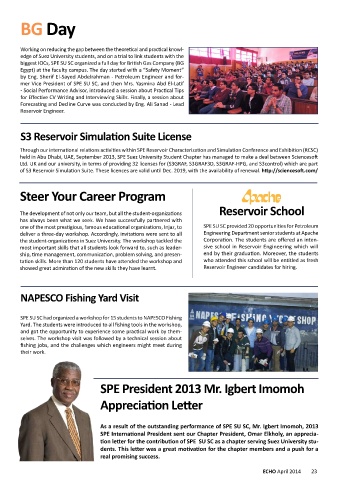 BG Day
Working on reducing the gap between the theoretical and practical knowl-
edge of Suez University students, and on a trial to link students with the
biggest IOCs, SPE SU SC organized a full day for British Gas Company (BG
Egypt) at the faculty campus. The day started with a "Safety Moment"
by Eng. Sherif El-Sayed Abdelrahman - Petroleum Engineer and for-
mer Vice President of SPE SU SC, and then Mrs. Yasmina Abd El-Latif
- Social Performance Advisor, introduced a session about Practical Tips
for Effective CV Writing and Interviewing Skills. Finally, a session about
Forecasting and Decline Curve was conducted by Eng. Ali Sanad - Lead
Reservoir Engineer.
S3 Reservoir Simulation Suite License
Through our international relations activities within SPE Reservoir Characterization and Simulation Conference and Exhibition (RCSC)
held in Abu Dhabi, UAE, September 2013, SPE Suez University Student Chapter has managed to make a deal between Sciencesoft
Ltd. UK and our university, in terms of providing 32 licenses for (S3GRAF, S3GRAF3D, S3GRAF-HFG, and S3control) which are part
of S3 Reservoir Simulation Suite. These licences are valid until Dec. 2019, with the availability of renewal. http://sciencesoft.com/
Steer Your Career Program
The development of not only our team, but all the student-organizations
has always been what we seek. We have successfully partnered with
one of the most prestigious, famous educational organizations, Injaz, to
deliver a three-day workshop. Accordingly, invitations were sent to all
the student-organizations in Suez University. The workshop tackled the
most important skills that all students look forward to, such as leader-
ship, time management, communication, problem solving, and presen-
tation skills. More than 120 students have attended the workshop and
showed great admiration of the new skills they have learnt.
Apache
Reservoir School
SPE SU SC provided 20 opportunities for Petroleum
Engineering Department senior students at Apache
Corporation. The students are offered an inten-
sive school in Reservoir Engineering which will
end by their graduation. Moreover, the students
who attended this school will be entitled as fresh
Reservoir Engineer candidates for hiring.
NAPESCO Fishing Yard Visit
SPE SU SC had organized a workshop for 15 students to NAPESCO Fishing
Yard. The students were introduced to all fishing tools in the workshop,
and got the opportunity to experience some practical work by them-
selves. The workshop visit was followed by a technical session about
fishing jobs, and the challenges which engineers might meet during
their work.
NAPESCO FISHING SHOP
SPE President 2013 Mr. Igbert Imomoh
Appreciation Letter
As a result of the outstanding performance of SPE SU SC, Mr. Igbert Imomoh, 2013
SPE International President sent our Chapter President, Omar Elkholy, an apprecia-
tion letter for the contribution of SPE SU SC as a chapter serving Suez University stu-
dents. This letter was a great motivation for the chapter members and a push for a
real promising success.
ECHO April 2014 23